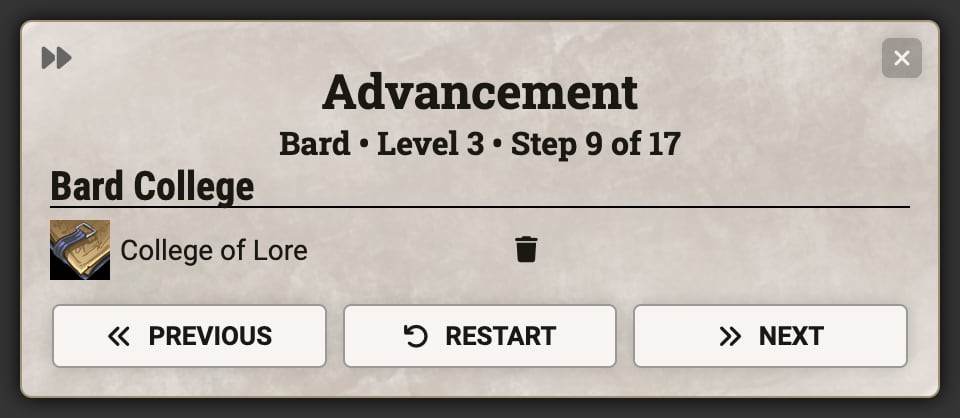 Advancement
Bard • Level 3 • Step 9 of 17
Bard College
College of Lore
PREVIOUS
RESTART
NEXT